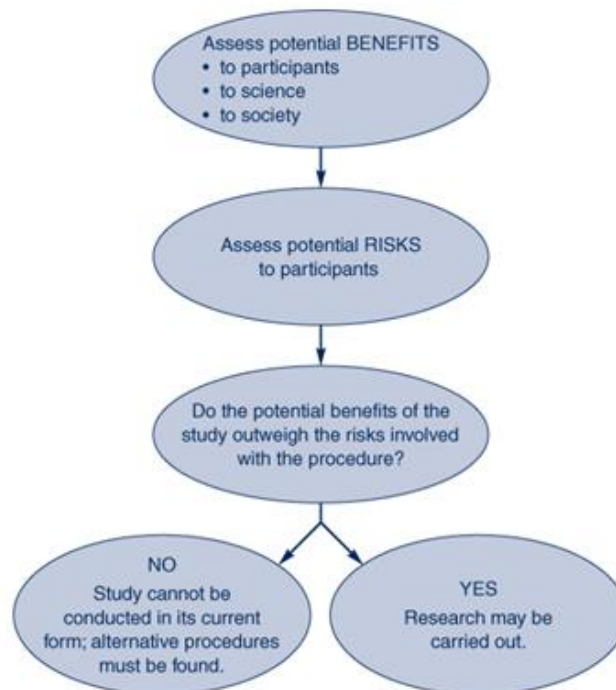 Assess potential BENEFITS
• to participants
• to science
• to society
Assess potential RISKS
to participants
Do the potential benefits of the
study outweigh the risks involved
with the procedure?
NO
Study cannot be
conducted in its current
form; alternative procedures
must be found.
YES
Research may be
carried out.